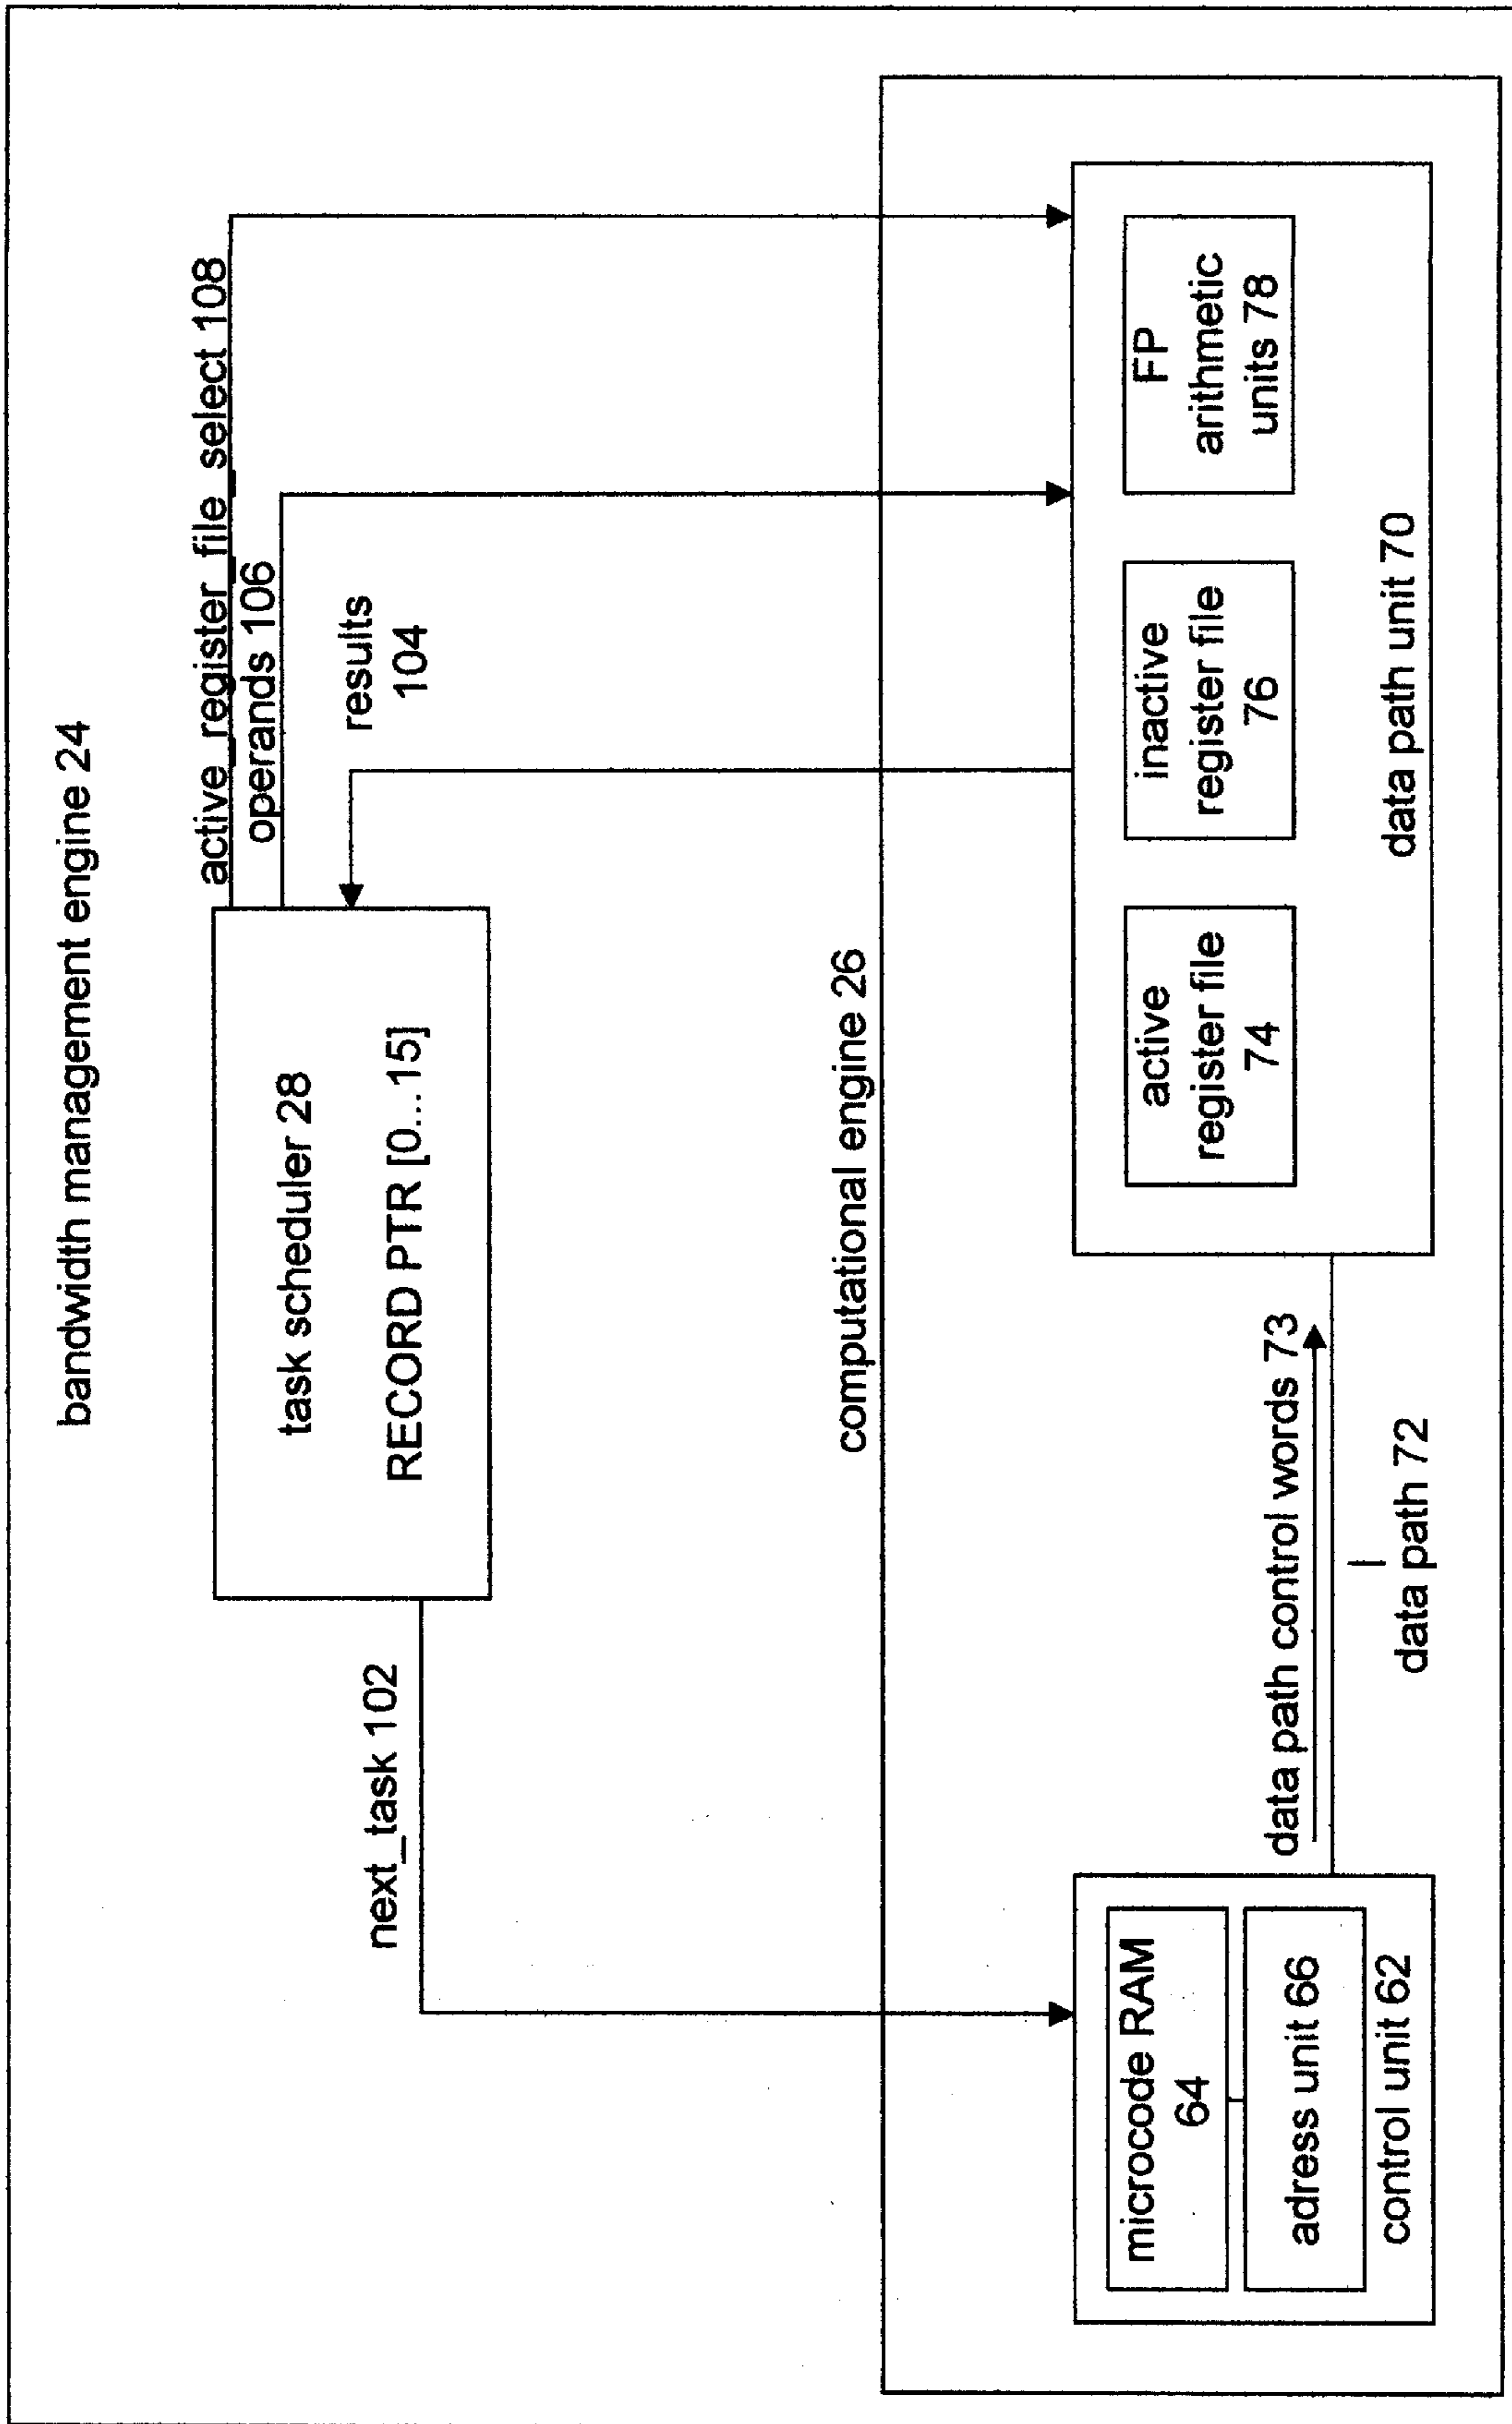 bandwidth management engine 24
active_register_file_select 108
operands 106
results
104
task scheduler 28
RECORD PTR [0...15]
next_task 102
computational engine 26
microcode RAM
64
adress unit 66
control unit 62
data path control words 73
data path 72
active
register file
74
inactive
register file
76
FP
arithmetic
units 78
data path unit 70